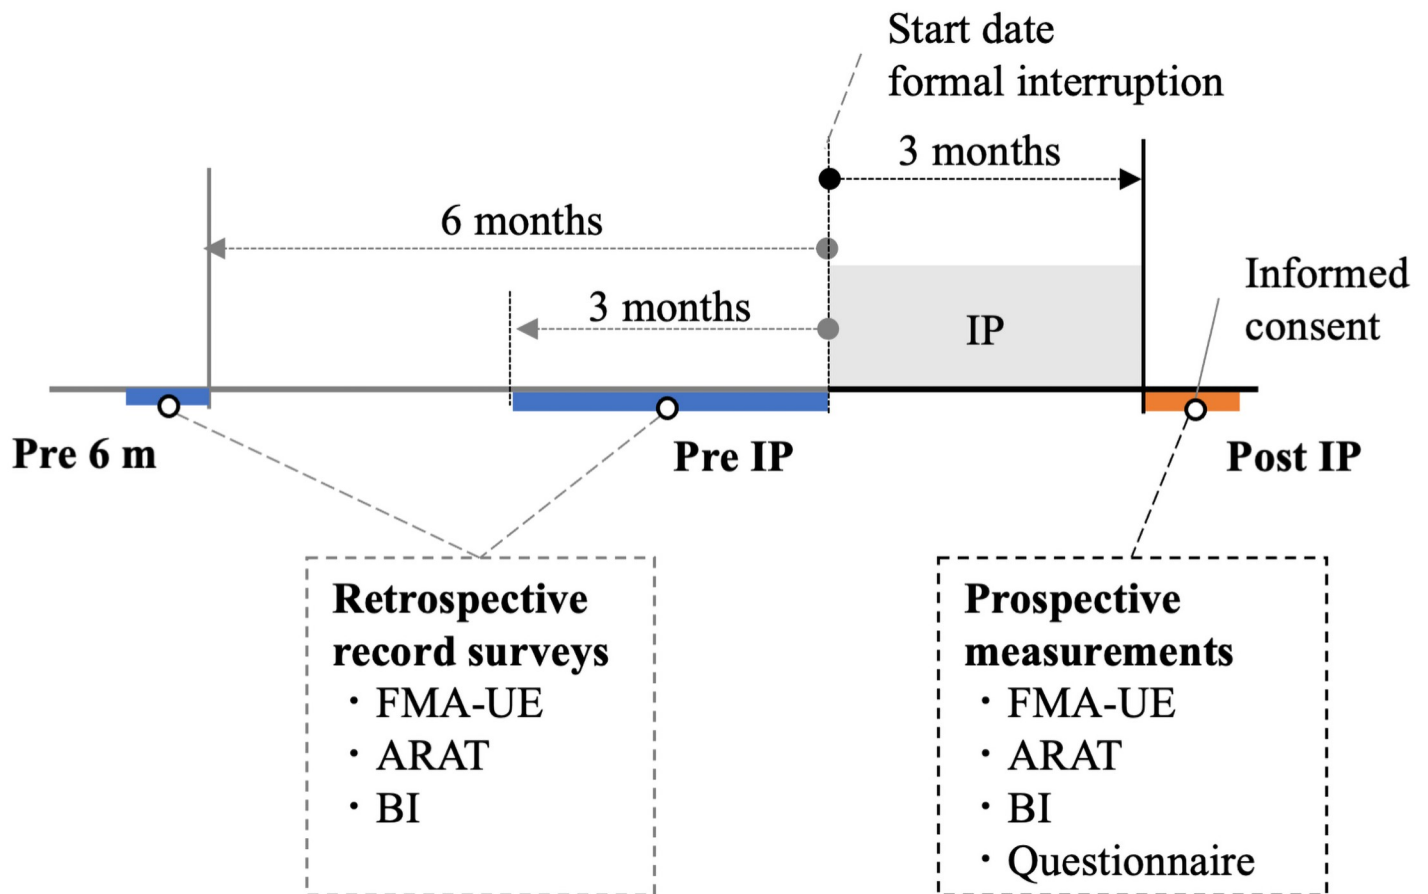 Start date
formal interruption
3 months
6 months
3 months
IP
Informed
consent
Pre 6 m
Pre IP
Post IP
Retrospective
record surveys
・FMA-UE
・ARAT
・BI
Prospective
measurements
・FMA-UE
・ARAT
・BI
・Questionnaire